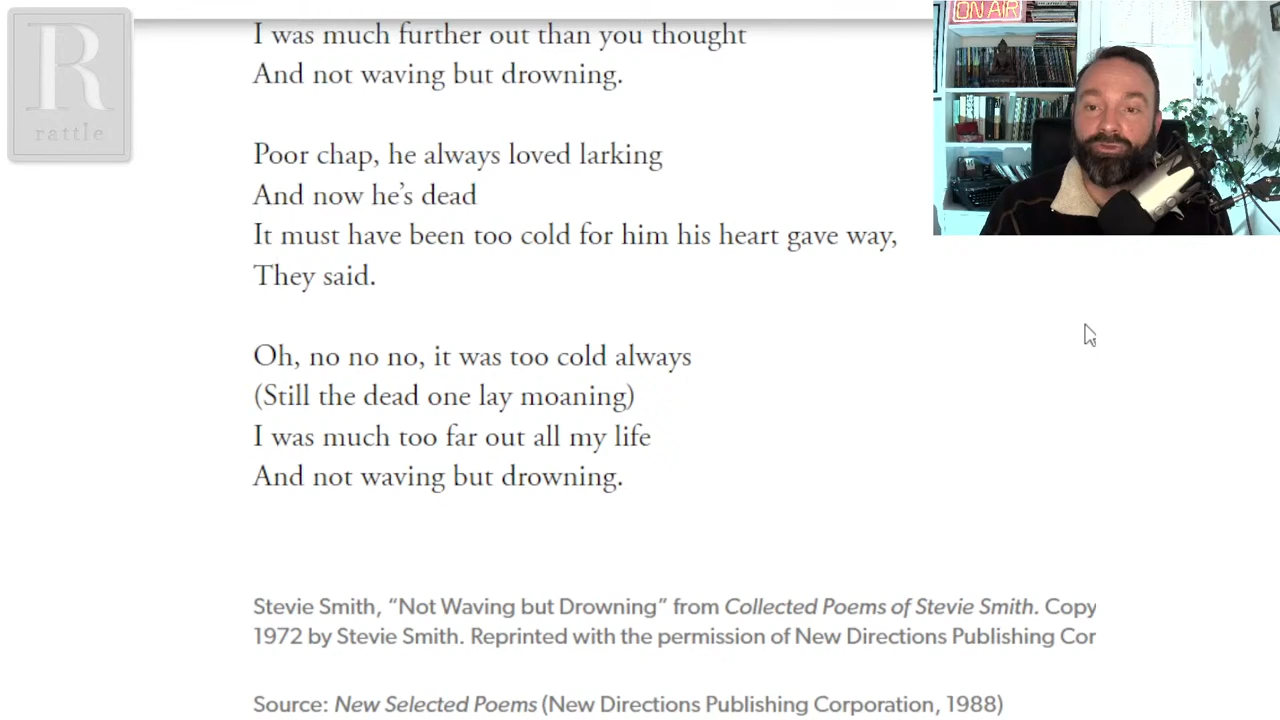 I was much further out than you thought
And not waving but drowning.
Poor chap, he always loved larking
And now he’s dead
It must have been too cold for him his heart gave way,
They said.
Oh, no no no, it was too cold always
(Still the dead one lay moaning)
I was much too far out all my life
And not waving but drowning.
Stevie Smith, “Not Waving but Drowning” from Collected Poems of Stevie Smith. Copy
1972 by Stevie Smith. Reprinted with the permission of New Directions Publishing Cor
Source: New Selected Poems (New Directions Publishing Corporation, 1988)
R
rattle
ON AIR